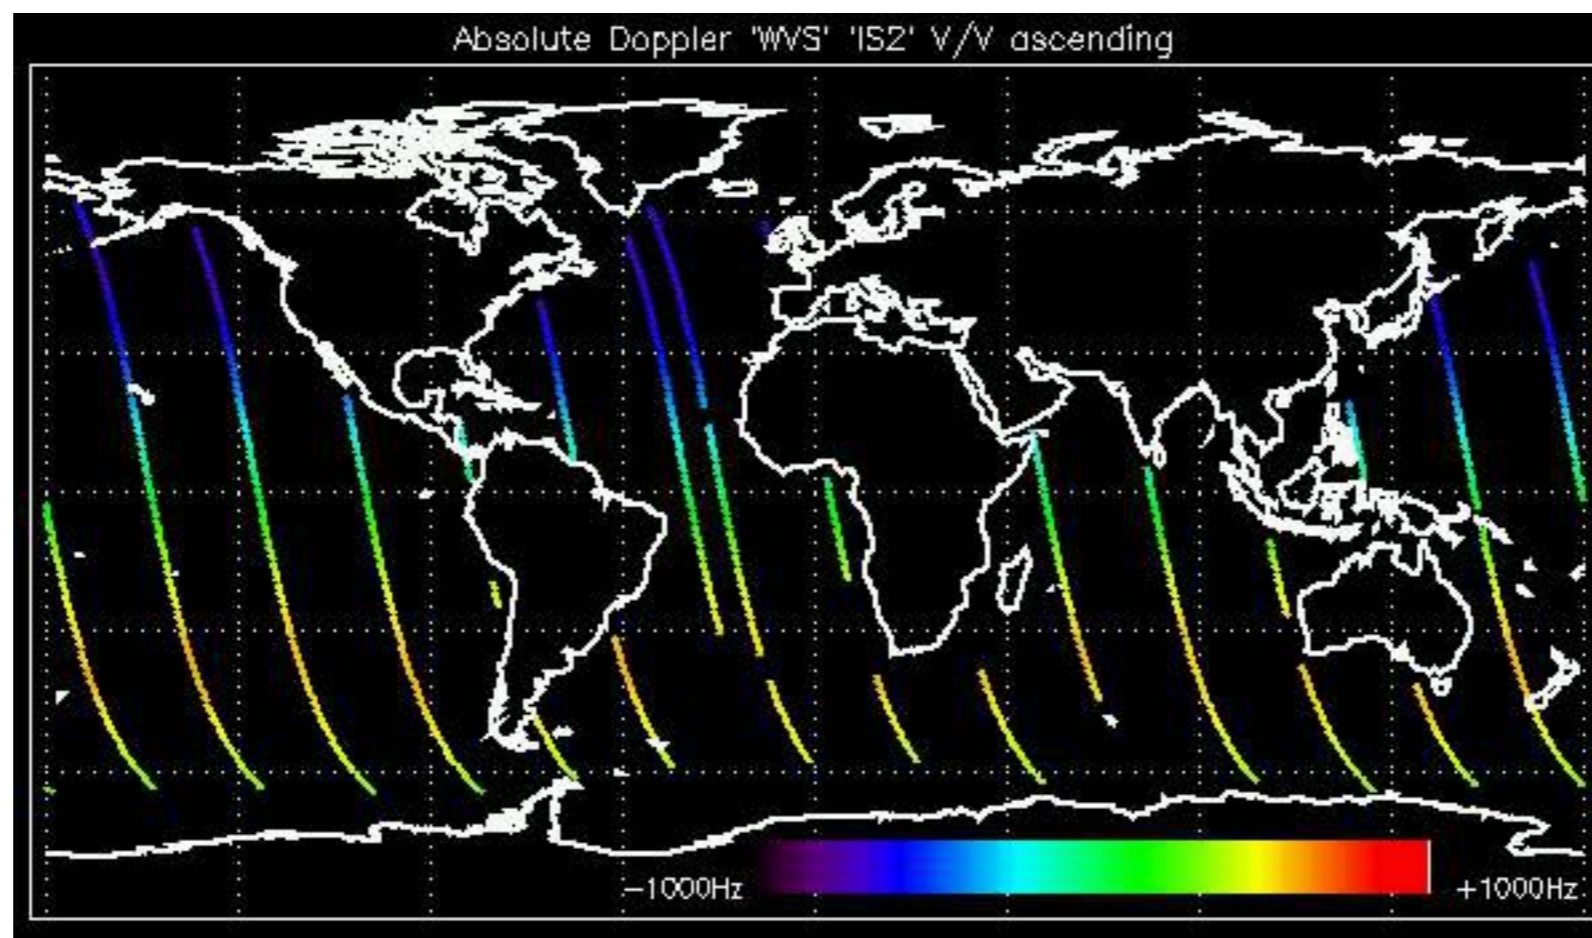 Absolute Doppler 'WVS' 'IS2' V/V ascending
-1000Hz +1000Hz